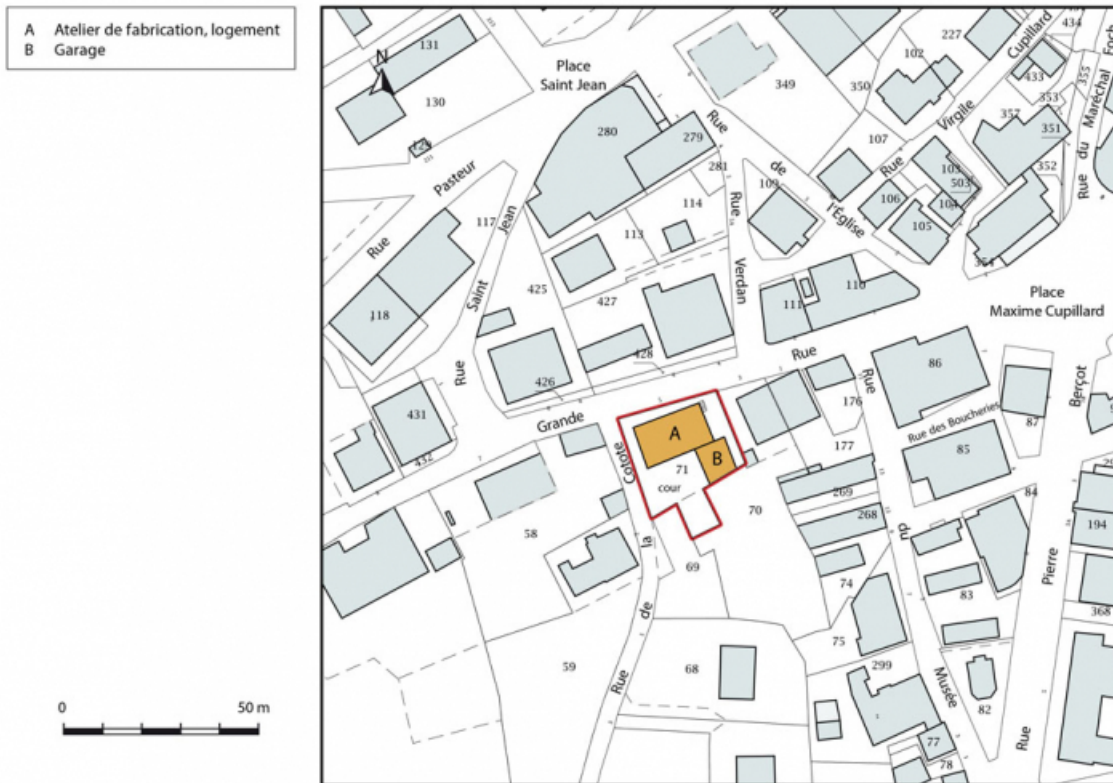 A Atelier de fabrication, logement
B Garage
N
131
130
Place
Saint Jean
280
279
281
349
350
102
227
Cupillard
434
433
355
353
357
351
352
Rue du Maréchal Foch
107
Rue Virgile
103
503
104
106
105
354
109
Rue de l'Église
Rue Pasteur
117
118
Rue Saint Jean
113
114
Rue Verdan
425
427
428
426
111
110
Place
Maxime Cupillard
431
432
Grande Rue
A
B
71
cour
70
69
58
59
68
Rue de la Cotote
176
177
269
268
74
75
299
77
78
Rue du Musée
86
Rue des Boucheries
85
87
84
83
82
194
368
Rue Pierre Berçot
0 50 m